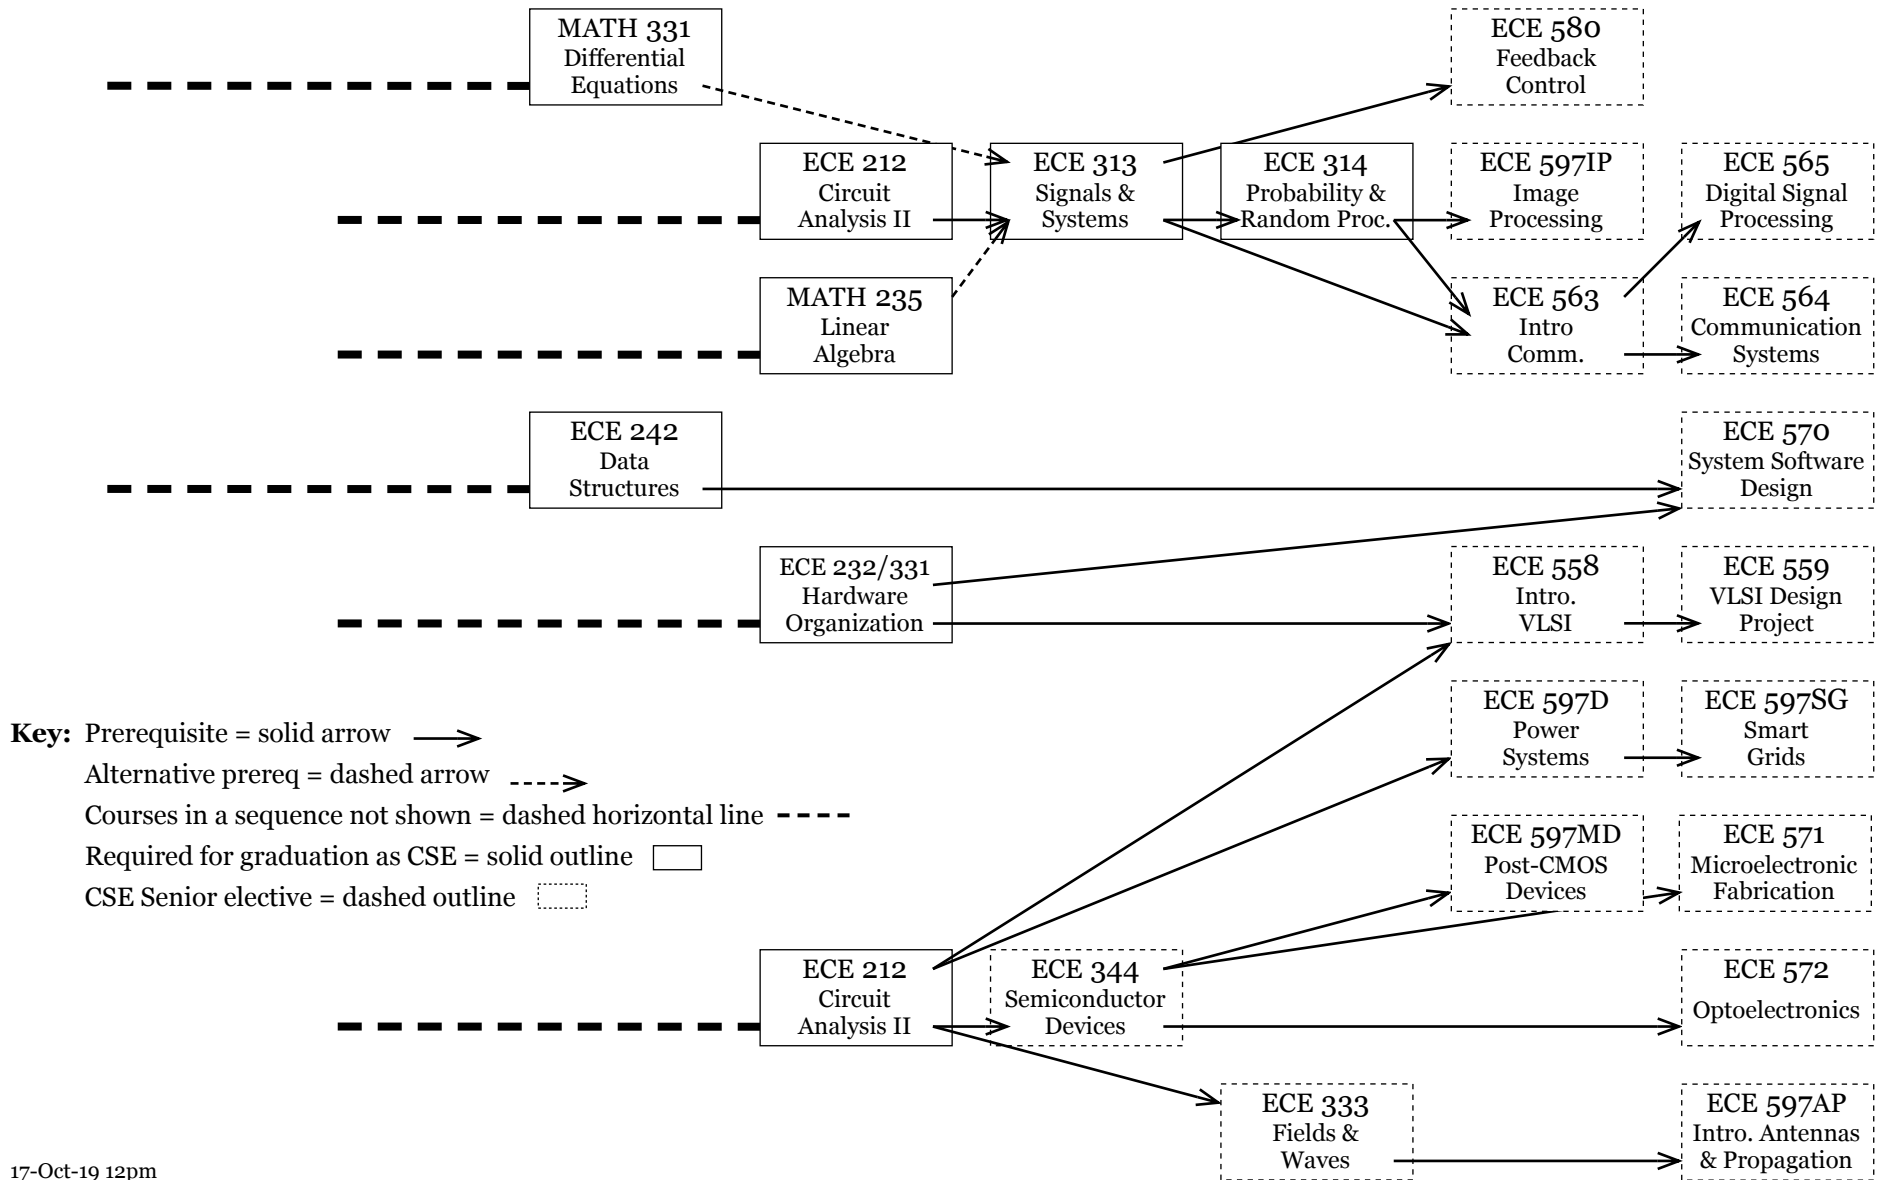 MATH 331
Differential
Equations
ECE 580
Feedback
Control
ECE 212
Circuit
Analysis II
ECE 313
Signals &
Systems
ECE 314
Probability &
Random Proc.
ECE 597IP
Image
Processing
ECE 565
Digital Signal
Processing
MATH 235
Linear
Algebra
ECE 563
Intro
Comm.
ECE 564
Communication
Systems
ECE 242
Data
Structures
ECE 570
System Software
Design
ECE 232/331
Hardware
Organization
ECE 558
Intro.
VLSI
ECE 559
VLSI Design
Project
ECE 597D
Power
Systems
ECE 597SG
Smart
Grids
Key: Prerequisite = solid arrow
Alternative prereq = dashed arrow
Courses in a sequence not shown = dashed horizontal line
Required for graduation as CSE = solid outline
CSE Senior elective = dashed outline
ECE 597MD
Post-CMOS
Devices
ECE 571
Microelectronic
Fabrication
ECE 212
Circuit
Analysis II
ECE 344
Semiconductor
Devices
ECE 572
Optoelectronics
ECE 333
Fields &
Waves
ECE 597AP
Intro. Antennas
& Propagation
17-Oct-19 12pm